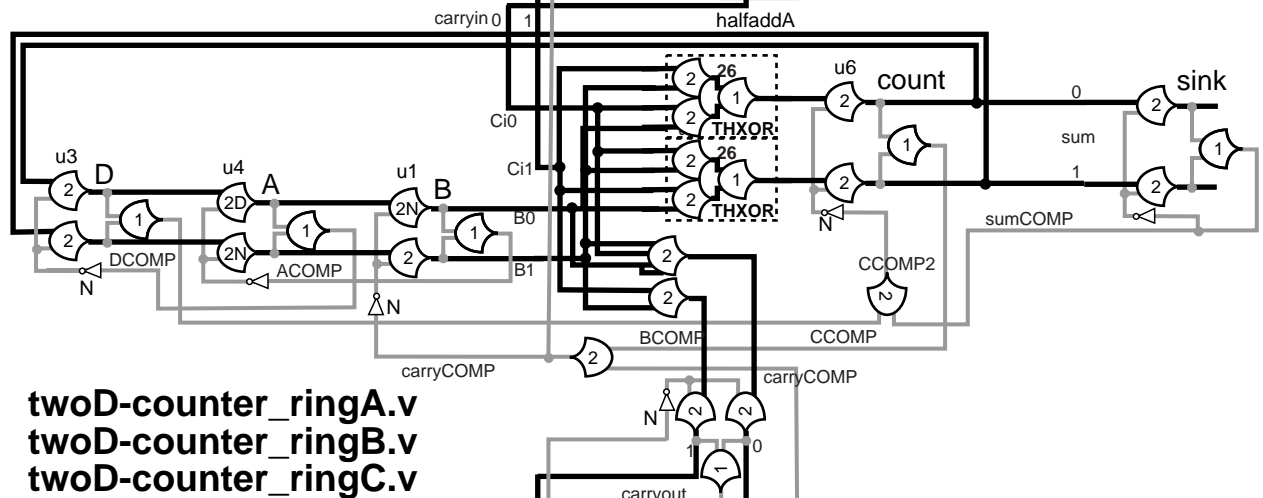 carryin 0 1 halfaddA
26
u6 count sink
2 2 1 2 0 2
Ci0 2 THXOR
sum 1
1
u3 D u4 A u1 B
Ci1 2 26 1
2 2D 2N 2 THXOR 2 1 2
1 1 1 B0 N sumCOMP
2 DCOMP 2N ACOMP 2 B1 2 CCOMP2
N N 2 2
BCOMP CCOMP
carryCOMP 2 carryCOMP
twoD-counter_ringA.v N 2 2
twoD-counter_ringB.v 1 0
twoD-counter_ringC.v 1
carryout